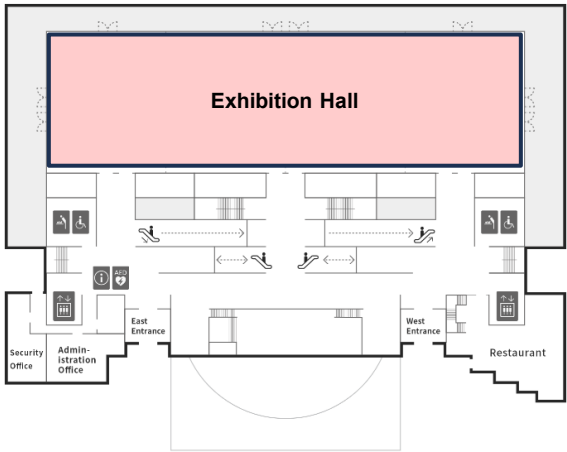 Exhibition Hall
AED
East
Entrance
West
Entrance
Security
Office
Admin-
istration
Office
Restaurant